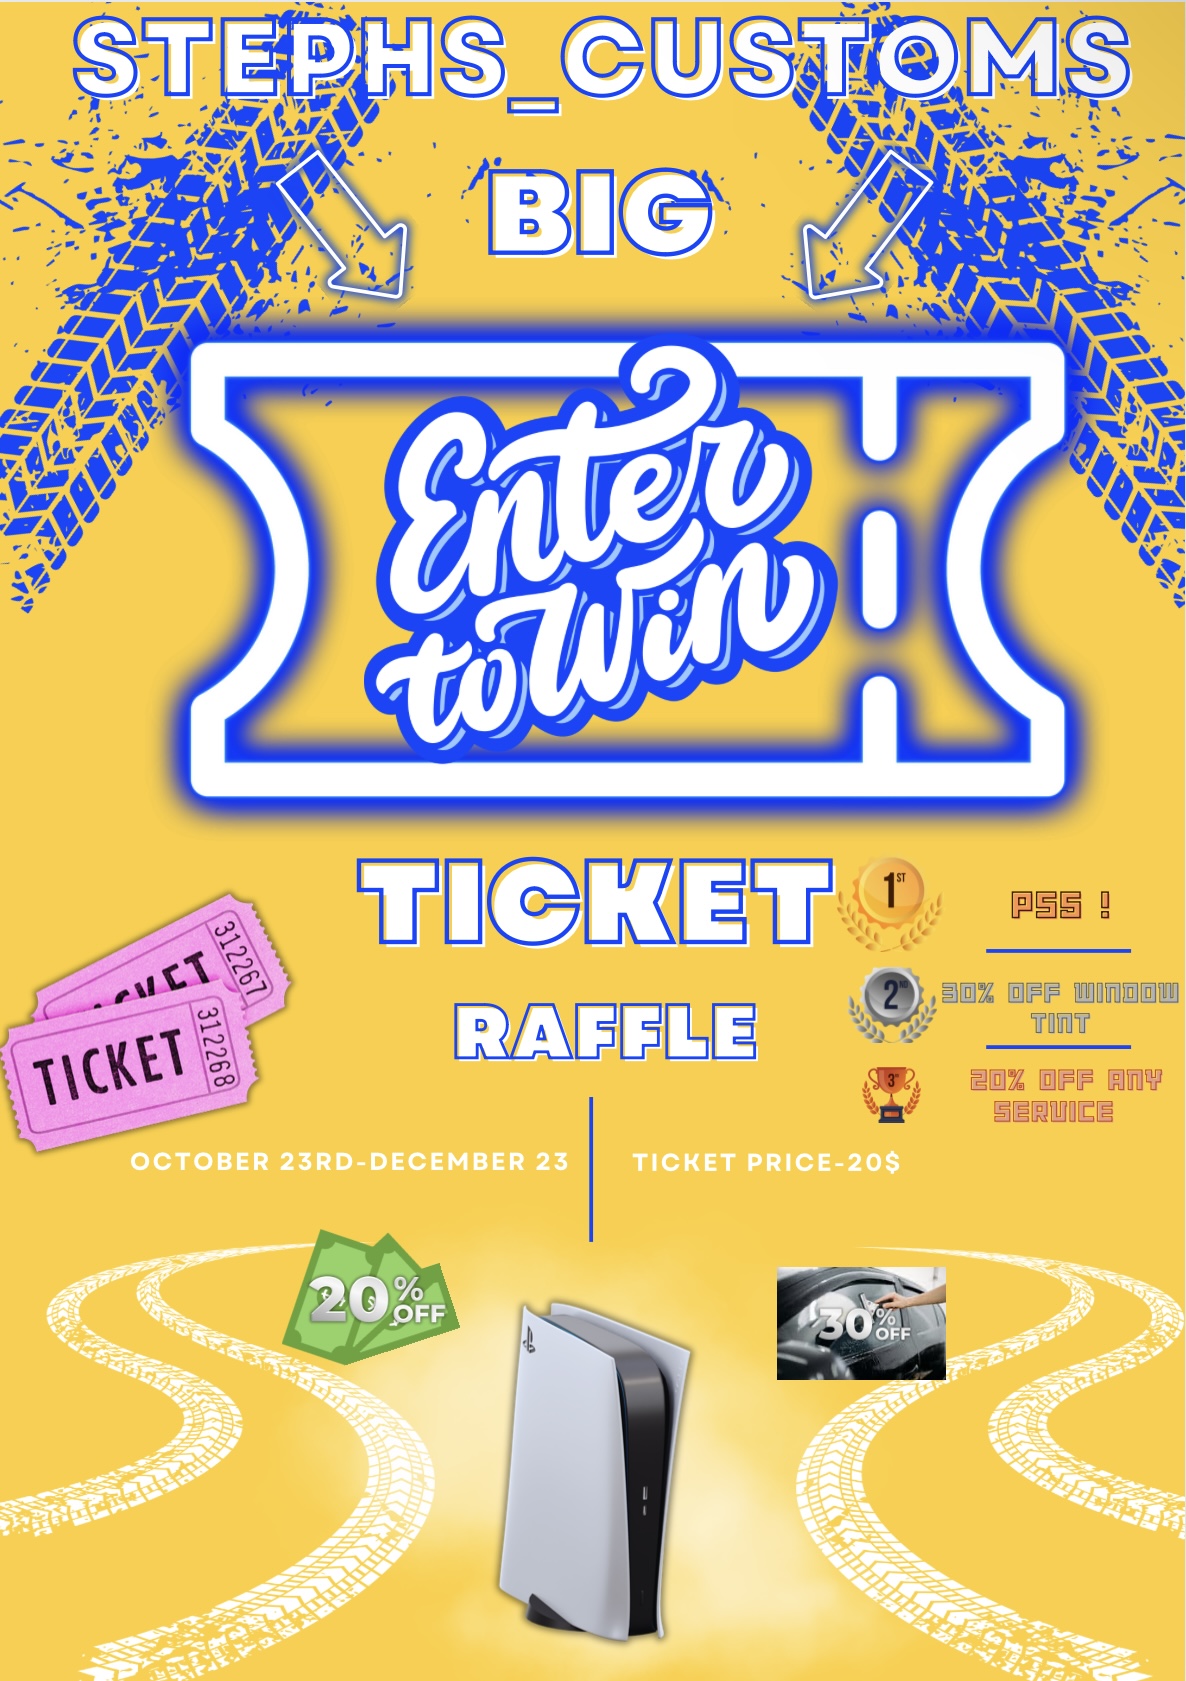 STEPHS_CUSTOMS
BIG
Enter
to Win
TICKET
RAFFLE
1ST
PS5 !
2ND
30% OFF WINDOW
TINT
3RD
20% OFF ANY
SERVICE
TICKET
312267
TICKET
312268
OCTOBER 23RD-DECEMBER 23
TICKET PRICE-20$
20%
OFF
30%
OFF